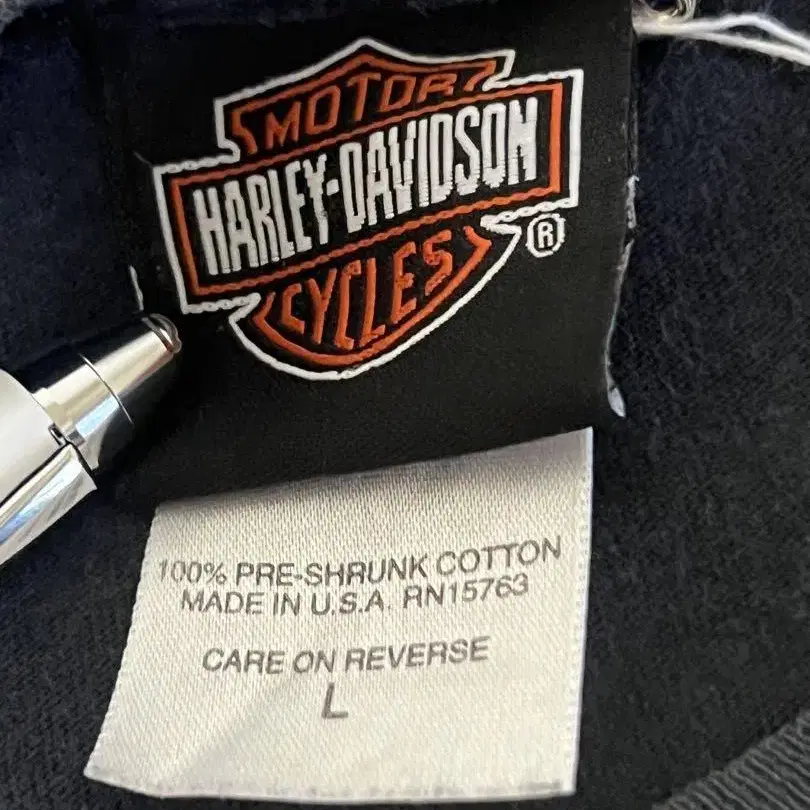 MOTOR
HARLEY-DAVIDSON
CYCLES
®
100% PRE-SHRUNK COTTON
MADE IN U.S.A. RN15763
CARE ON REVERSE
L